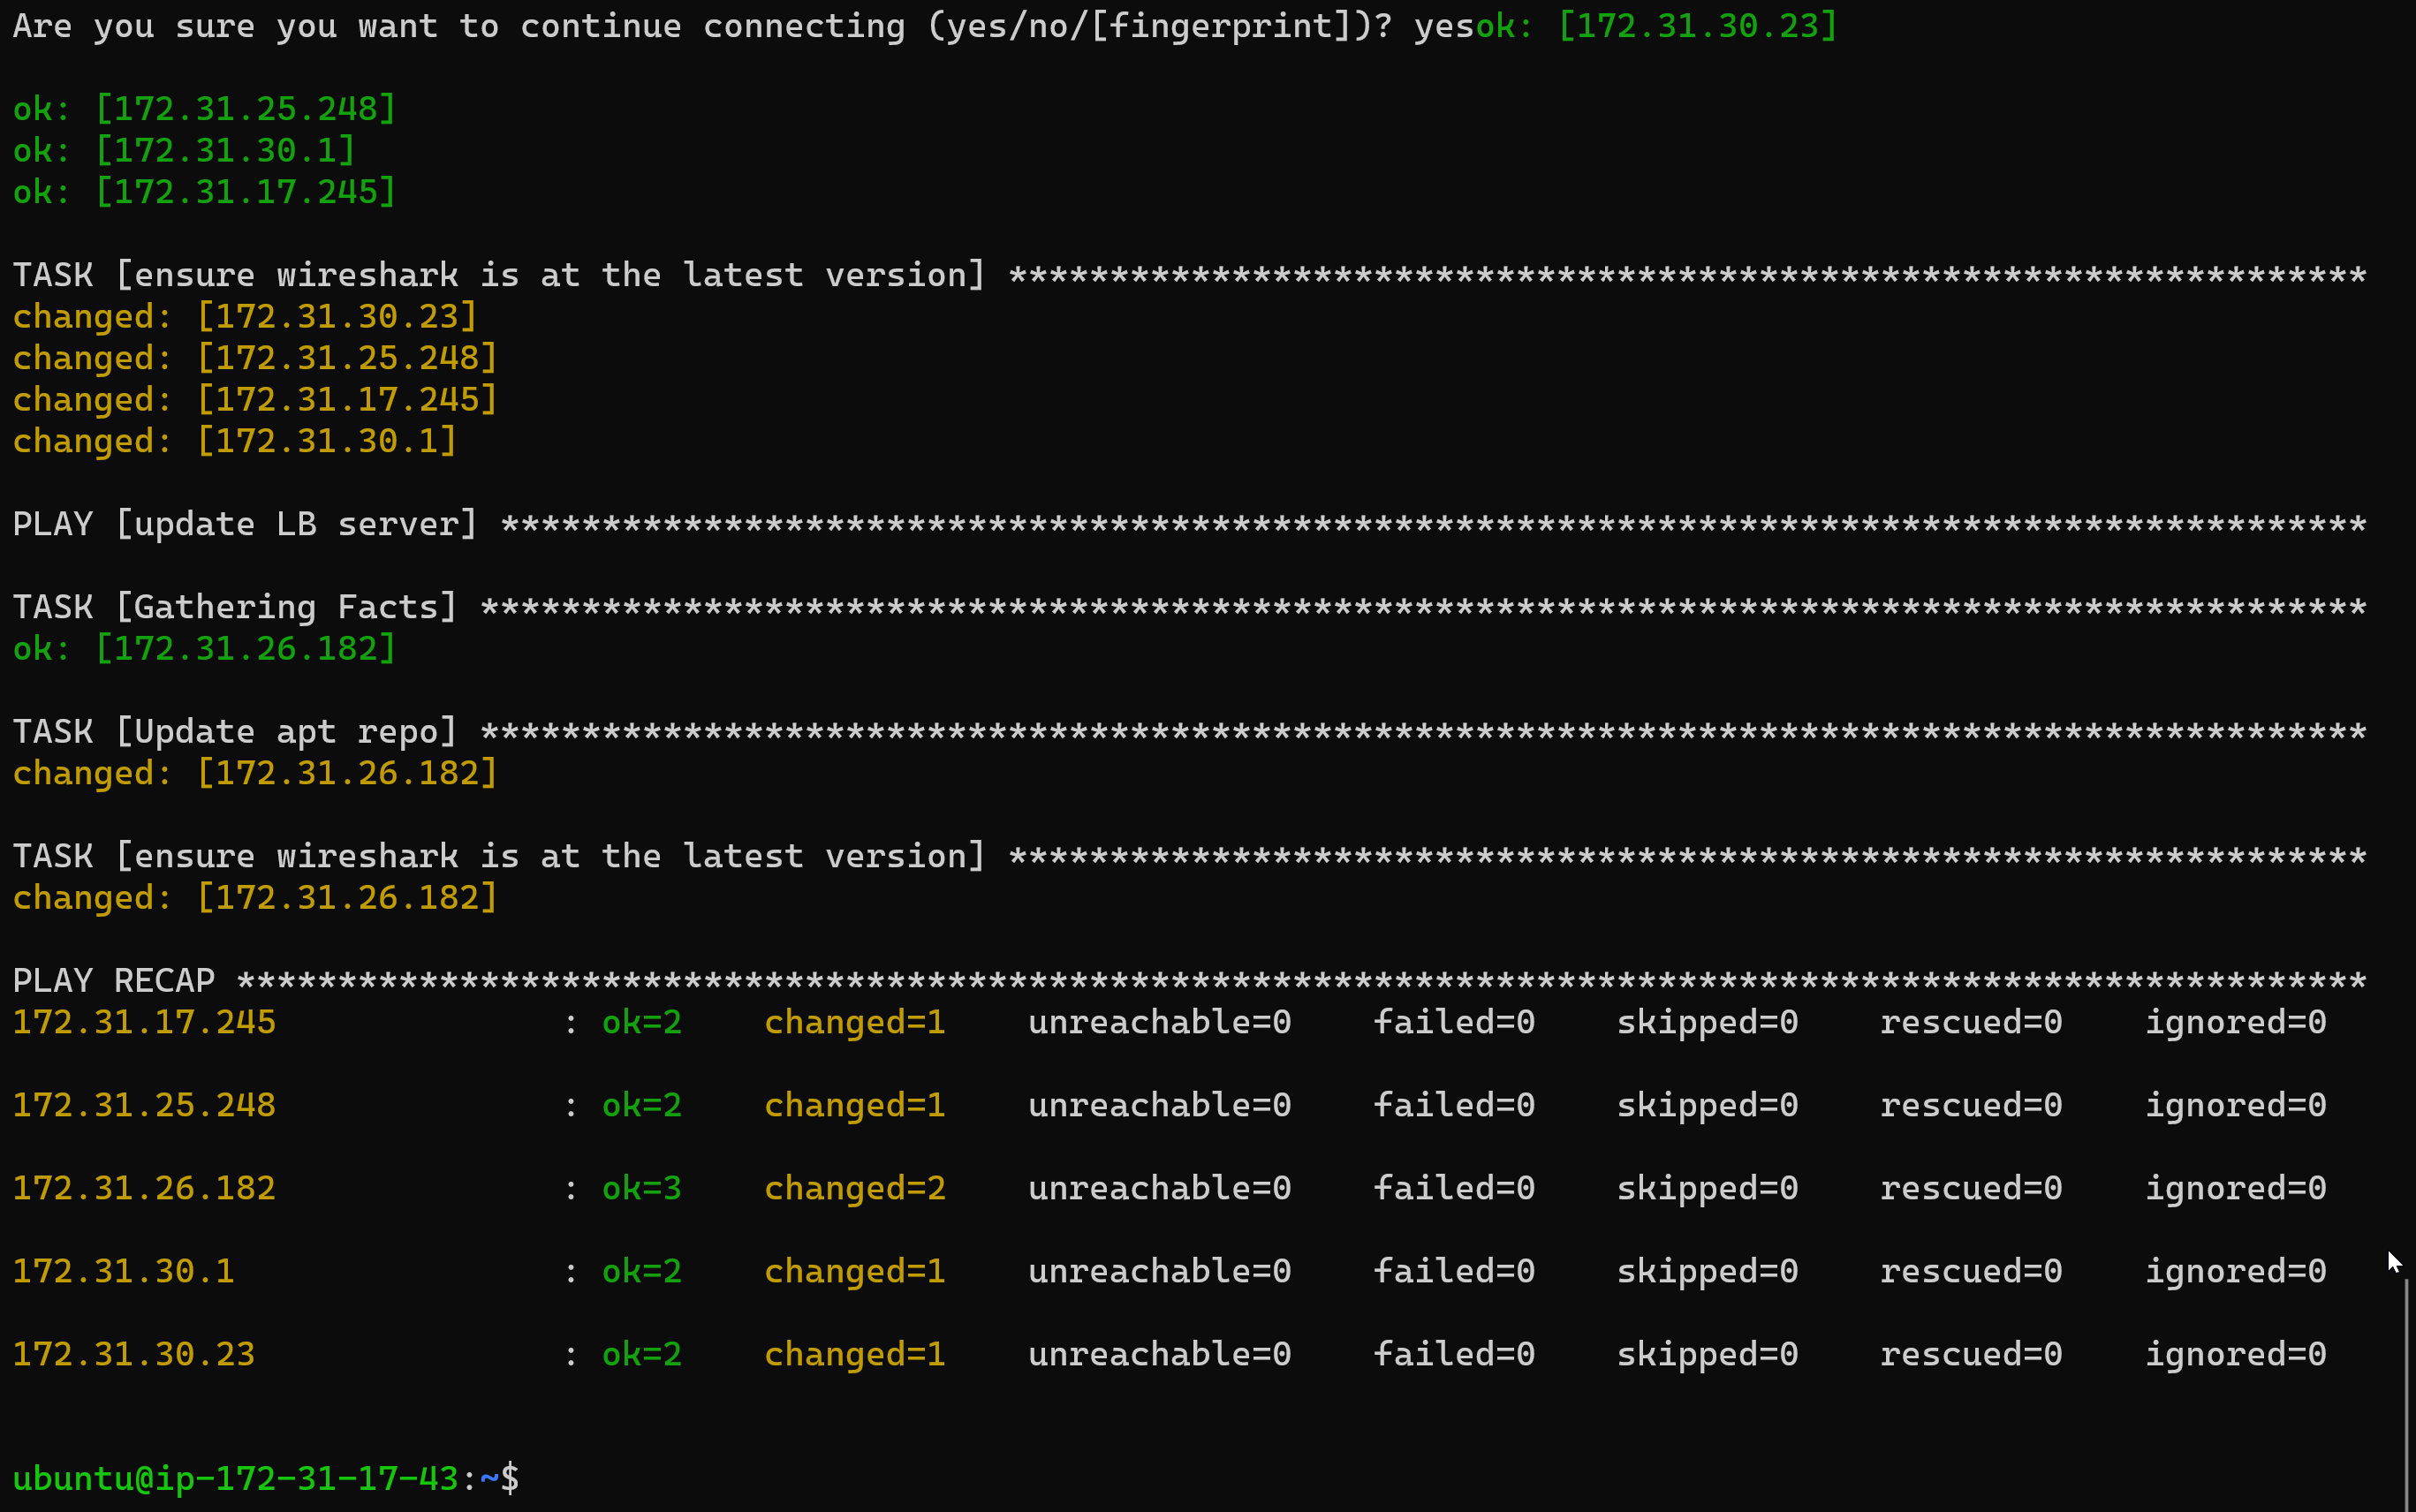 Are you sure you want to continue connecting (yes/no/[fingerprint])? yesok: [172.31.30.23]
ok: [172.31.25.248]
ok: [172.31.30.1]
ok: [172.31.17.245]
TASK [ensure wireshark is at the latest version] *******************************************************************
changed: [172.31.30.23]
changed: [172.31.25.248]
changed: [172.31.17.245]
changed: [172.31.30.1]
PLAY [update LB server] ********************************************************************************************
TASK [Gathering Facts] *********************************************************************************************
ok: [172.31.26.182]
TASK [Update apt repo] *********************************************************************************************
changed: [172.31.26.182]
TASK [ensure wireshark is at the latest version] *******************************************************************
changed: [172.31.26.182]
PLAY RECAP *********************************************************************************************************
172.31.17.245              : ok=2    changed=1    unreachable=0    failed=0    skipped=0    rescued=0    ignored=0
172.31.25.248              : ok=2    changed=1    unreachable=0    failed=0    skipped=0    rescued=0    ignored=0
172.31.26.182              : ok=3    changed=2    unreachable=0    failed=0    skipped=0    rescued=0    ignored=0
172.31.30.1                : ok=2    changed=1    unreachable=0    failed=0    skipped=0    rescued=0    ignored=0
172.31.30.23               : ok=2    changed=1    unreachable=0    failed=0    skipped=0    rescued=0    ignored=0
ubuntu@ip-172-31-17-43:~$